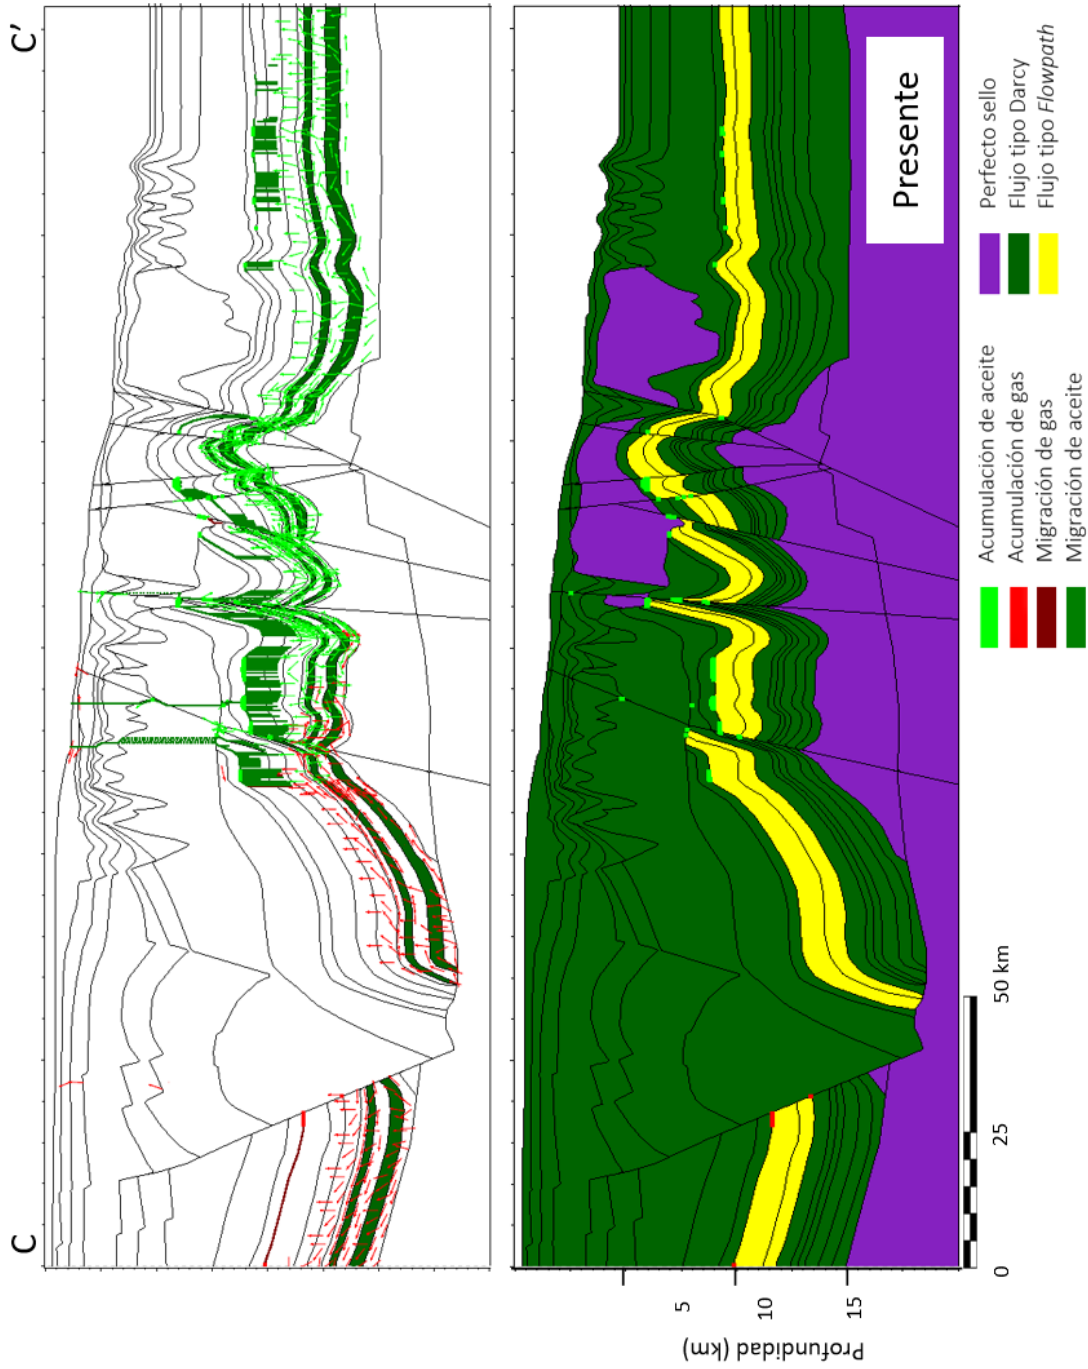 C
C'
Presente
Profundidad (km)
5
10
15
0
25
50 km
Acumulación de aceite
Acumulación de gas
Migración de gas
Migración de aceite
Perfecto sello
Flujo tipo Darcy
Flujo tipo Flowpath